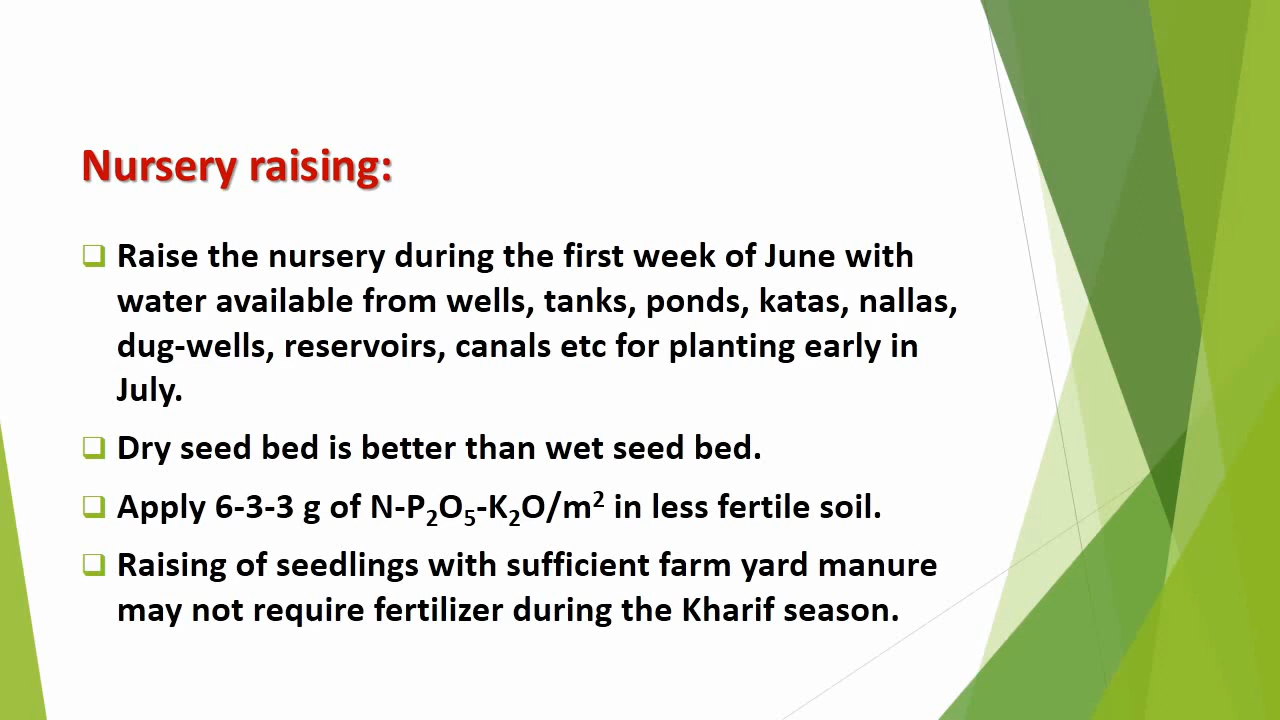 Nursery raising:
Raise the nursery during the first week of June with
water available from wells, tanks, ponds, katas, nallas,
dug-wells, reservoirs, canals etc for planting early in
July.
Dry seed bed is better than wet seed bed.
Apply 6-3-3 g of N-P₂O₅-K₂O/m² in less fertile soil.
Raising of seedlings with sufficient farm yard manure
may not require fertilizer during the Kharif season.